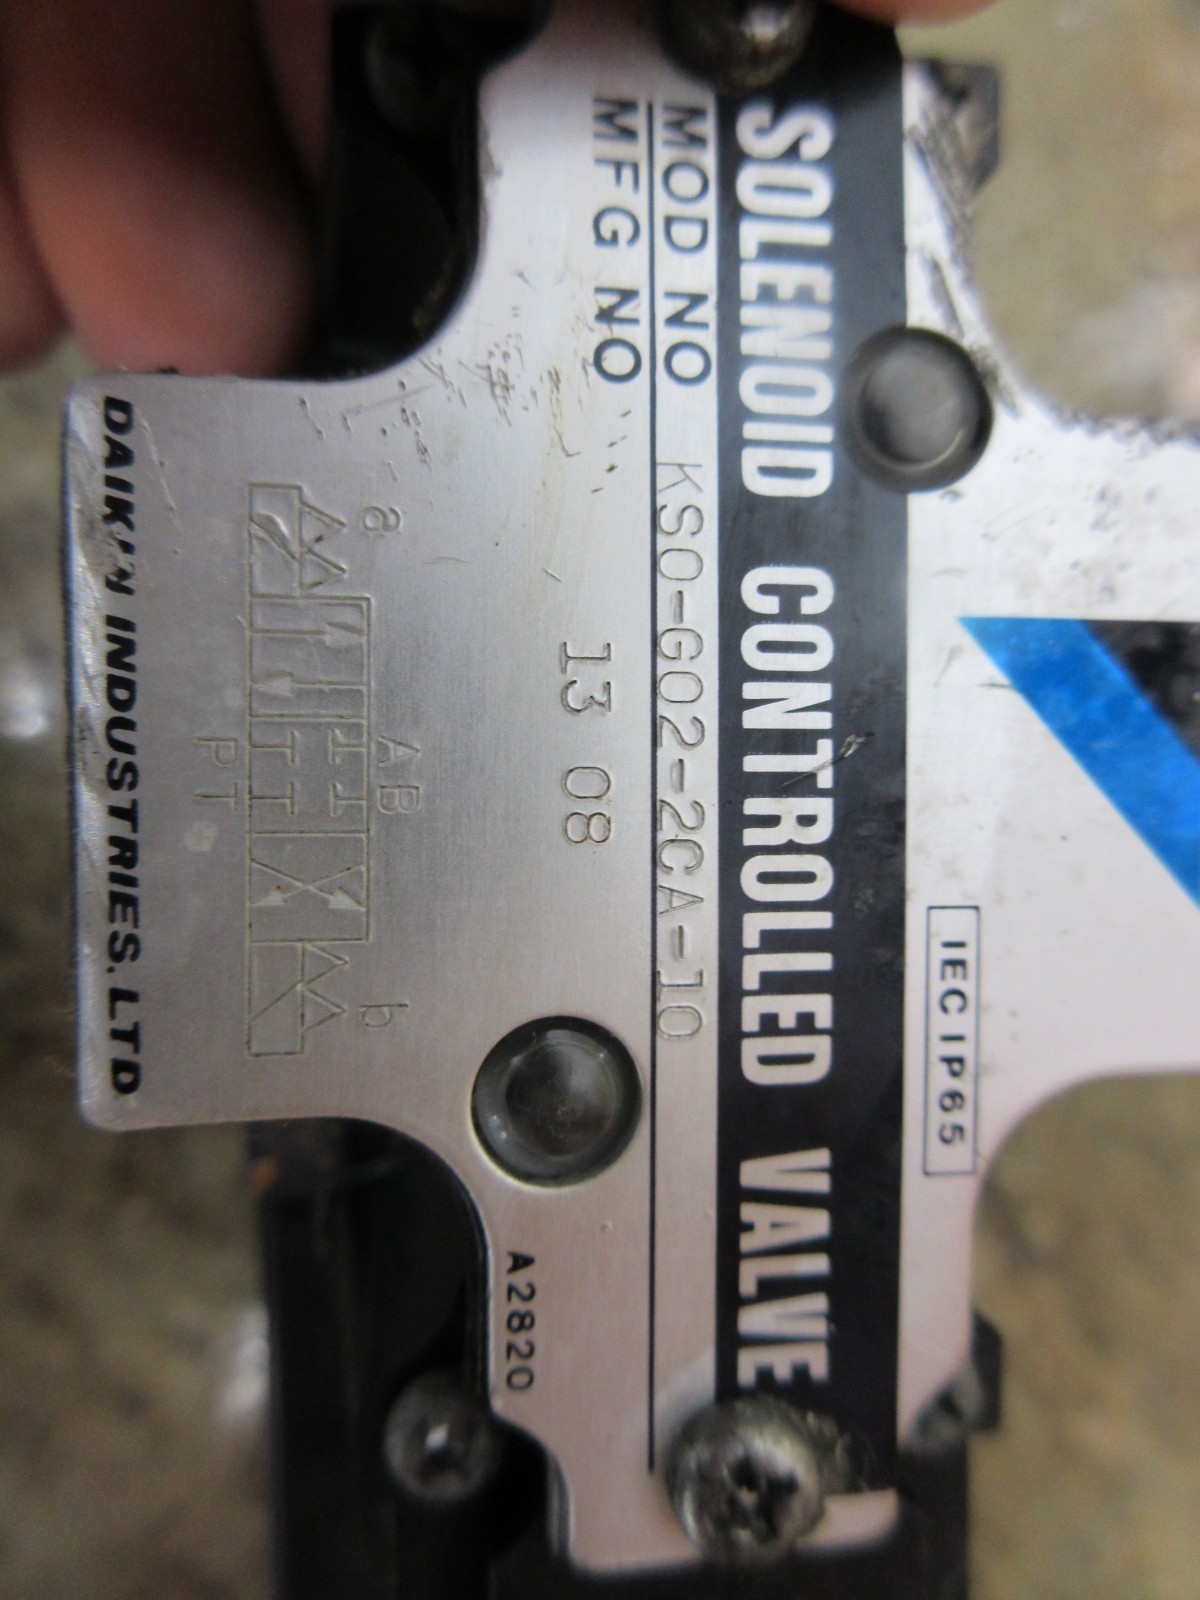 IEC IP65
SOLENOID CONTROLLED VALVE
MOD NO KSO-G02-2CA-10
MFG NO 13 08
A2820
a AB b
PT
DAIKIN INDUSTRIES. LTD